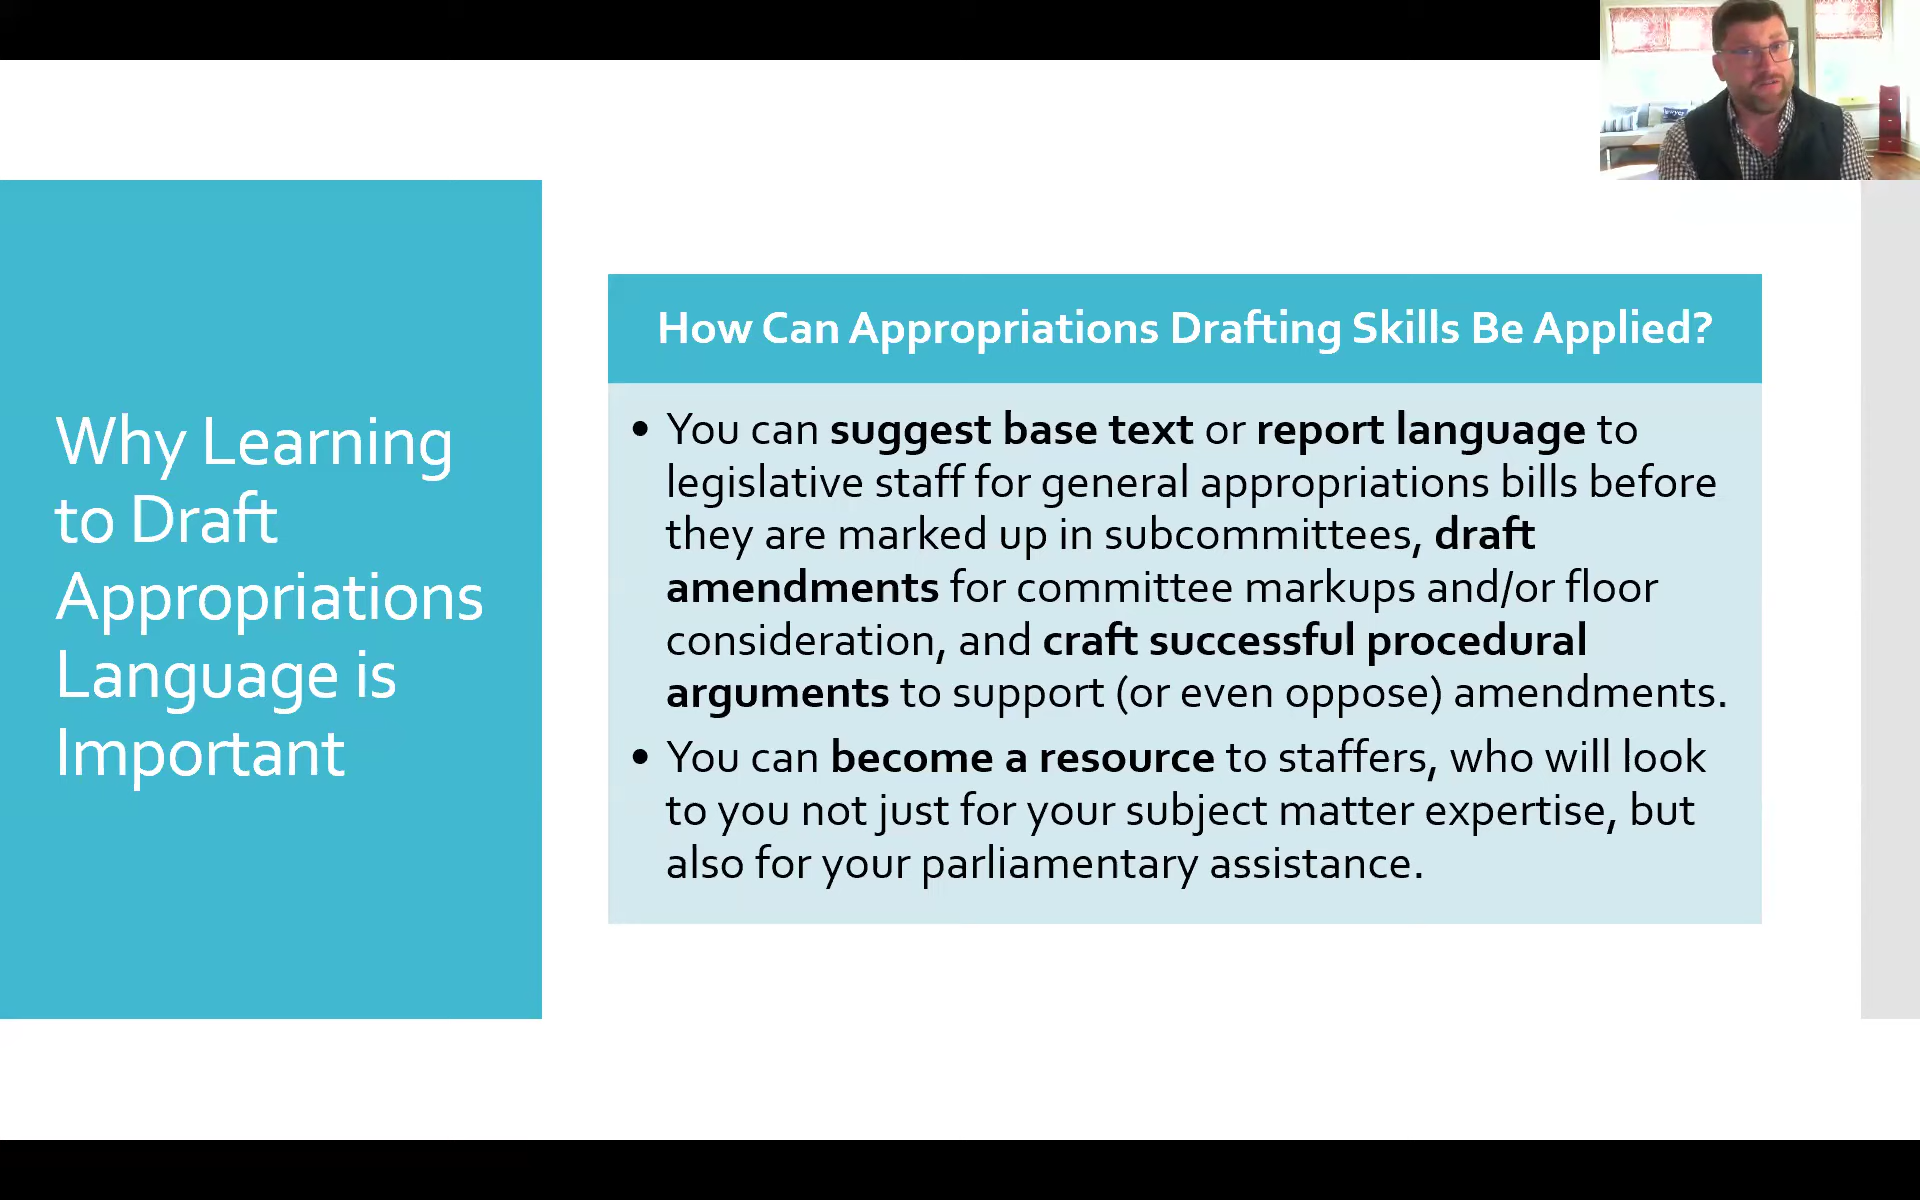 Why Learning
to Draft
Appropriations
Language is
Important
How Can Appropriations Drafting Skills Be Applied?
• You can suggest base text or report language to
legislative staff for general appropriations bills before
they are marked up in subcommittees, draft
amendments for committee markups and/or floor
consideration, and craft successful procedural
arguments to support (or even oppose) amendments.
• You can become a resource to staffers, who will look
to you not just for your subject matter expertise, but
also for your parliamentary assistance.